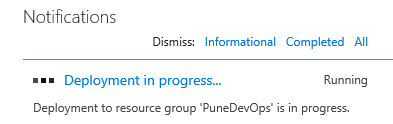 Notifications
Dismiss: Informational Completed All
Deployment in progress... Running
Deployment to resource group 'PuneDevOps' is in progress.